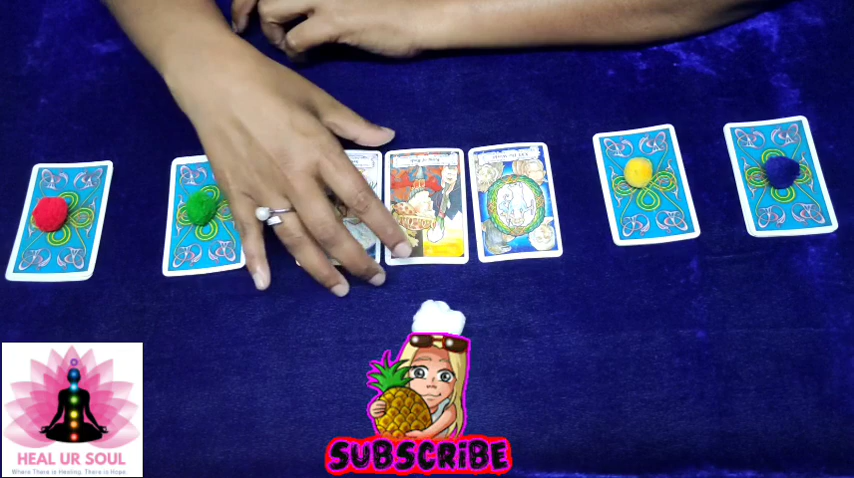 HEAL UR SOUL
Where There is Healing, There is Hope
SUBSCRIBE